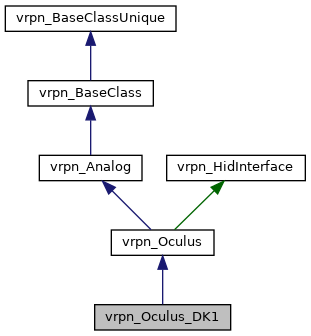 vrpn_BaseClassUnique
vrpn_BaseClass
vrpn_Analog
vrpn_HidInterface
vrpn_Oculus
vrpn_Oculus_DK1